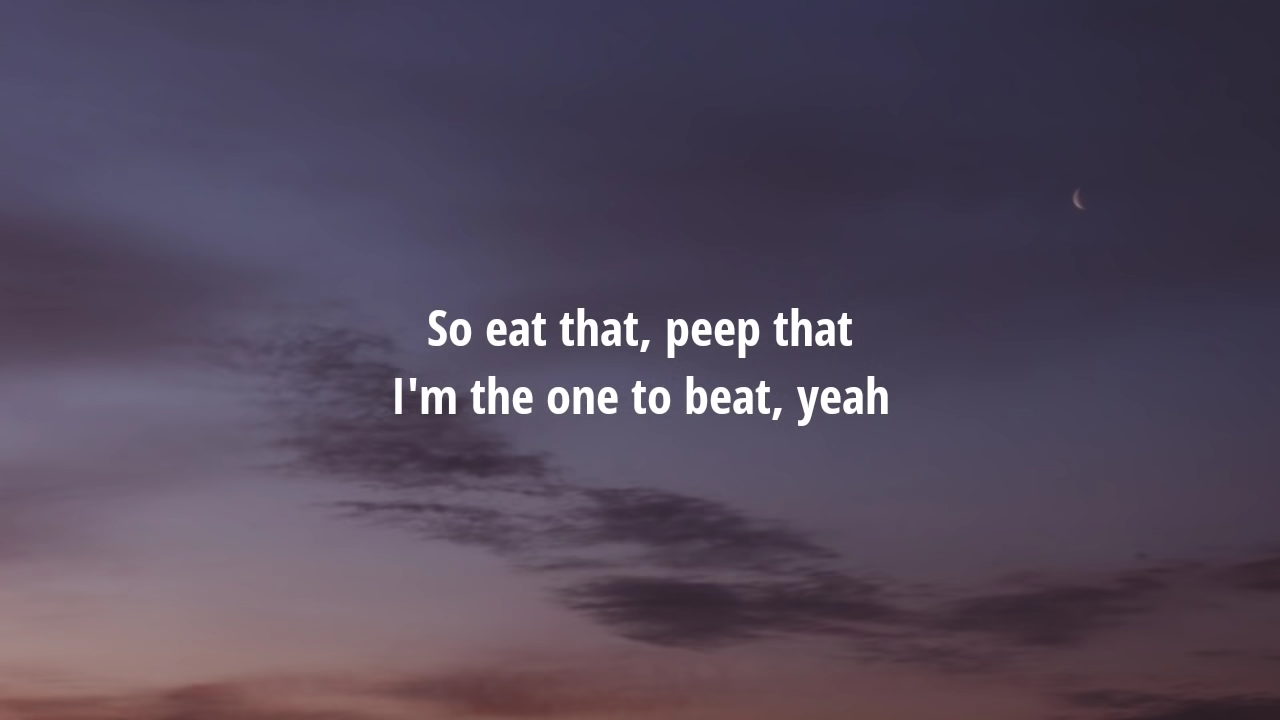 So eat that, peep that
I'm the one to beat, yeah